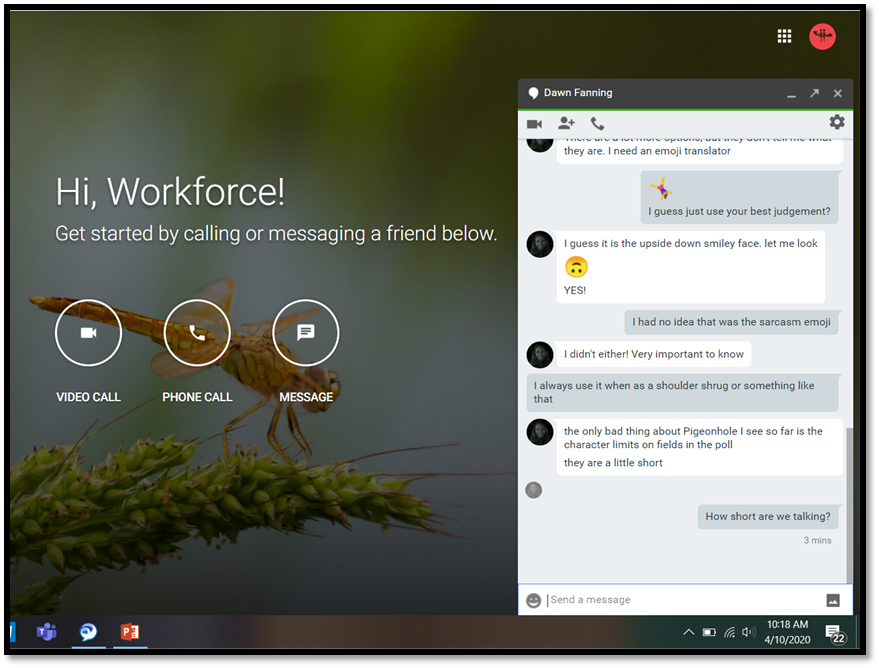 Dawn Fanning
There are a lot more options, but they don't tell me what
they are. I need an emoji translator
I guess just use your best judgement?
Hi, Workforce!
Get started by calling or messaging a friend below.
I guess it is the upside down smiley face. let me look
YES!
I had no idea that was the sarcasm emoji
I didn't either! Very important to know
I always use it when as a shoulder shrug or something like
that
VIDEO CALL
PHONE CALL
MESSAGE
the only bad thing about Pigeonhole I see so far is the
character limits on fields in the poll
they are a little short
How short are we talking?
3 mins
Send a message
10:18 AM
4/10/2020
22